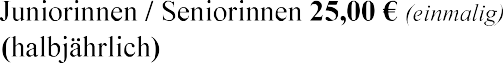 Juniorinnen / Seniorinnen 25,00 € (einmalig)
(halbjährlich)